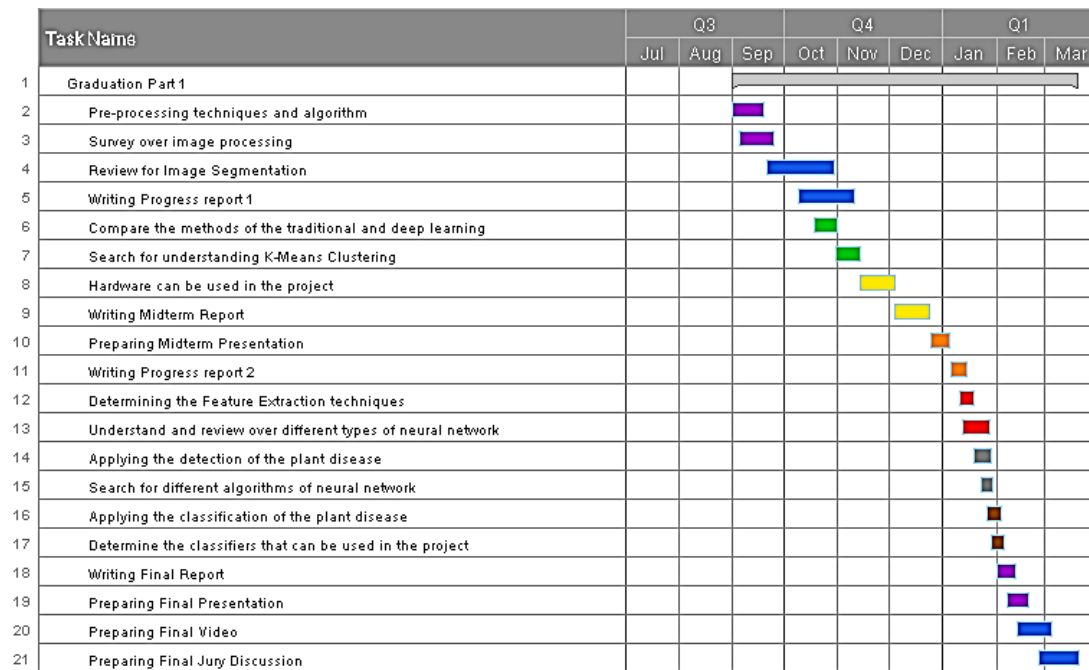 Task Name
Q3 Q4 Q1
Jul Aug Sep Oct Nov Dec Jan Feb Mar
1 Graduation Part 1
2 Pre-processing techniques and algorithm
3 Survey over image processing
4 Review for Image Segmentation
5 Writing Progress report 1
6 Compare the methods of the traditional and deep learning
7 Search for understanding K-Means Clustering
8 Hardware can be used in the project
9 Writing Midterm Report
10 Preparing Midterm Presentation
11 Writing Progress report 2
12 Determining the Feature Extraction techniques
13 Understand and review over different types of neural network
14 Applying the detection of the plant disease
15 Search for different algorithms of neural network
16 Applying the classification of the plant disease
17 Determine the classifiers that can be used in the project
18 Writing Final Report
19 Preparing Final Presentation
20 Preparing Final Video
21 Preparing Final Jury Discussion